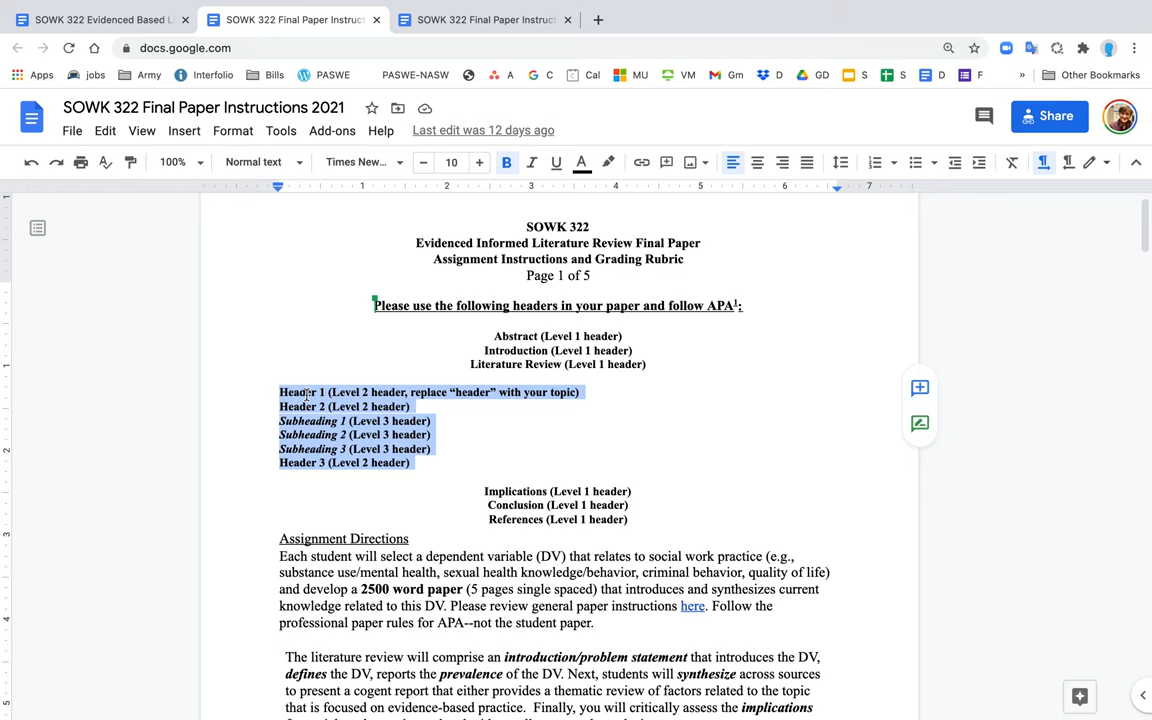 SOWK 322 Evidenced Based L
SOWK 322 Final Paper Instruct
SOWK 322 Final Paper Instruct
docs.google.com
Apps jobs Army Interfolio Bills PASWE PASWE-NASW A C Cal MU VM Gm D GD S S D F » Other Bookmarks
SOWK 322 Final Paper Instructions 2021
Share
File Edit View Insert Format Tools Add-ons Help Last edit was 12 days ago
100% Normal text Times New... 10 B I U A
1 2 3 4 5 6 7
SOWK 322
Evidenced Informed Literature Review Final Paper
Assignment Instructions and Grading Rubric
Page 1 of 5
Please use the following headers in your paper and follow APA¹:
Abstract (Level 1 header)
Introduction (Level 1 header)
Literature Review (Level 1 header)
Header 1 (Level 2 header, replace “header” with your topic)
Header 2 (Level 2 header)
Subheading 1 (Level 3 header)
Subheading 2 (Level 3 header)
Subheading 3 (Level 3 header)
Header 3 (Level 2 header)
Implications (Level 1 header)
Conclusion (Level 1 header)
References (Level 1 header)
Assignment Directions
Each student will select a dependent variable (DV) that relates to social work practice (e.g.,
substance use/mental health, sexual health knowledge/behavior, criminal behavior, quality of life)
and develop a 2500 word paper (5 pages single spaced) that introduces and synthesizes current
knowledge related to this DV. Please review general paper instructions here. Follow the
professional paper rules for APA--not the student paper.
The literature review will comprise an introduction/problem statement that introduces the DV,
defines the DV, reports the prevalence of the DV. Next, students will synthesize across sources
to present a cogent report that either provides a thematic review of factors related to the topic
that is focused on evidence-based practice. Finally, you will critically assess the implications